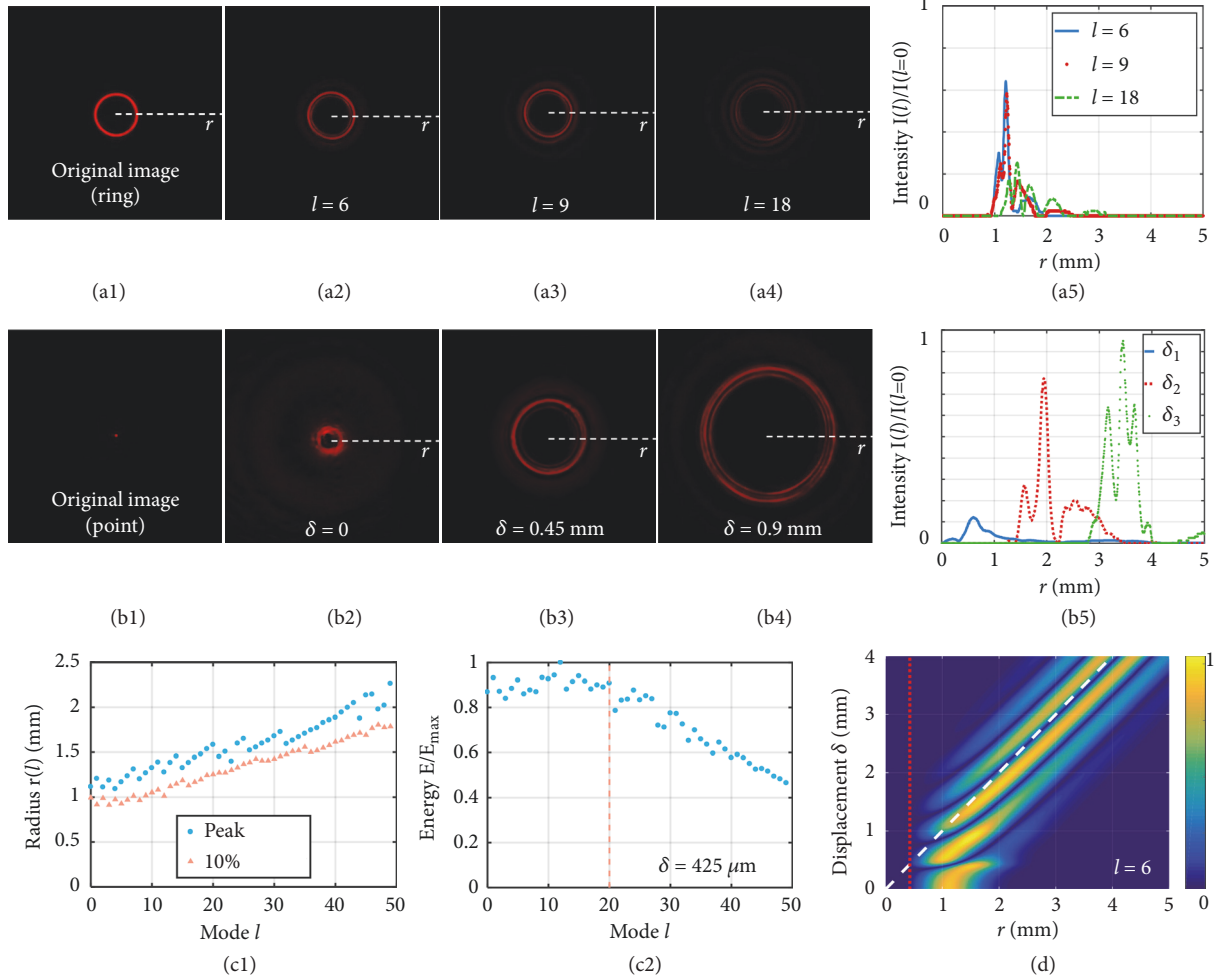 Original image
(ring)
r
l = 6
r
l = 9
r
l = 18
r
Intensity I(l)/I(l=0)
1
0
l = 6
l = 9
l = 18
0 1 2 3 4 5
r (mm)
(a1) (a2) (a3) (a4) (a5)
Original image
(point)
δ = 0
r
δ = 0.45 mm
r
δ = 0.9 mm
r
Intensity I(l)/I(l=0)
1
0
δ1
δ2
δ3
0 1 2 3 4 5
r (mm)
(b1) (b2) (b3) (b4) (b5)
Radius r(l) (mm)
2.5
2
1.5
1
0.5
0
Peak
10%
0 10 20 30 40 50
Mode l
(c1)
Energy E/Emax
1
0.8
0.6
0.4
0.2
0
δ = 425 μm
0 10 20 30 40 50
Mode l
(c2)
Displacement δ (mm)
4
3
2
1
0
l = 6
1
0
0 1 2 3 4 5
r (mm)
(d)